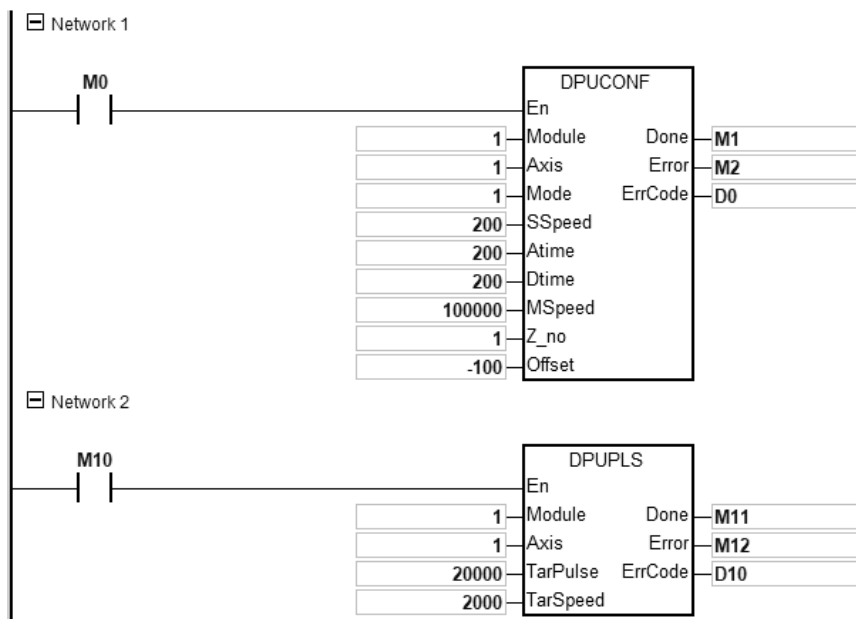 Network 1
M0
DPUCONF
En
1 Module Done M1
1 Axis Error M2
1 Mode ErrCode D0
200 SSpeed
200 Atime
200 Dtime
100000 MSpeed
1 Z_no
-100 Offset
Network 2
M10
DPUPLS
En
1 Module Done M11
1 Axis Error M12
20000 TarPulse ErrCode D10
2000 TarSpeed